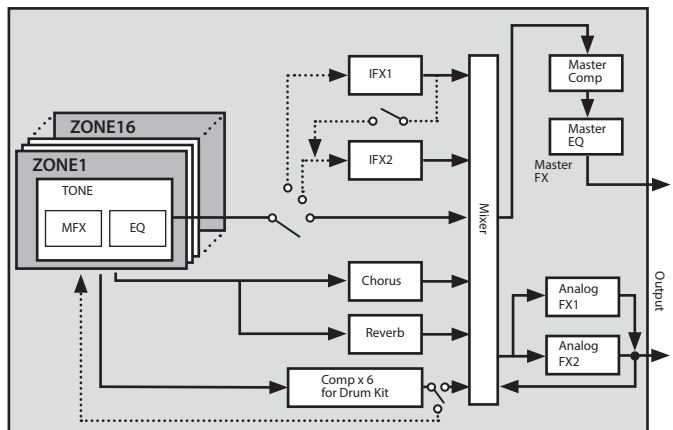 ZONE16
ZONE1
TONE
MFX
EQ
IFX1
IFX2
Chorus
Reverb
Comp x 6
for Drum Kit
Mixer
Master
Comp
Master
EQ
Master
FX
Analog
FX1
Analog
FX2
Output